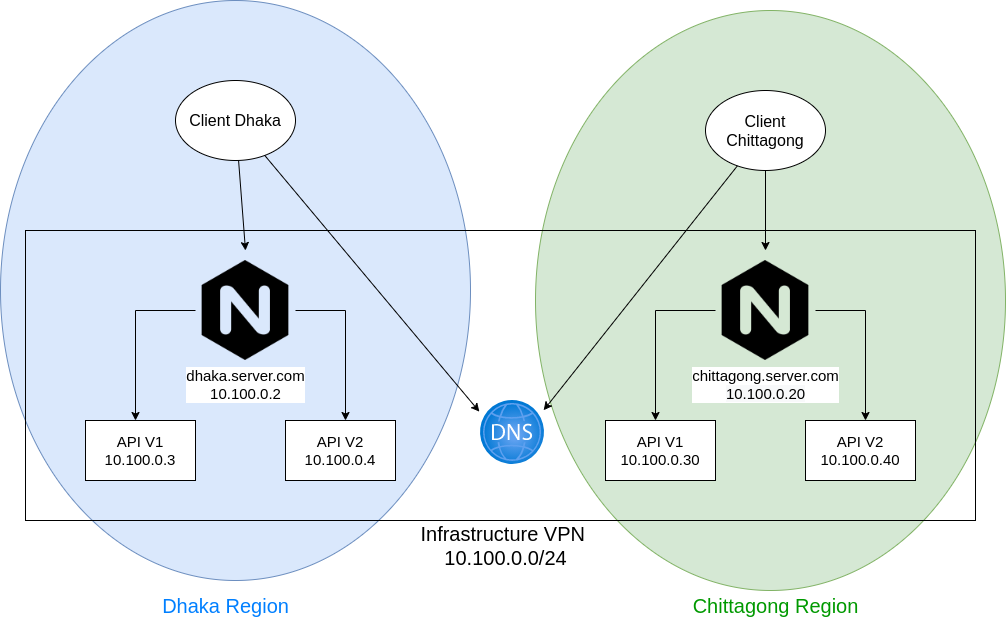 Client Dhaka
Client
Chittagong
N
N
dhaka.server.com
10.100.0.2
chittagong.server.com
10.100.0.20
API V1
10.100.0.3
API V2
10.100.0.4
DNS
API V1
10.100.0.30
API V2
10.100.0.40
Infrastructure VPN
10.100.0.0/24
Dhaka Region
Chittagong Region